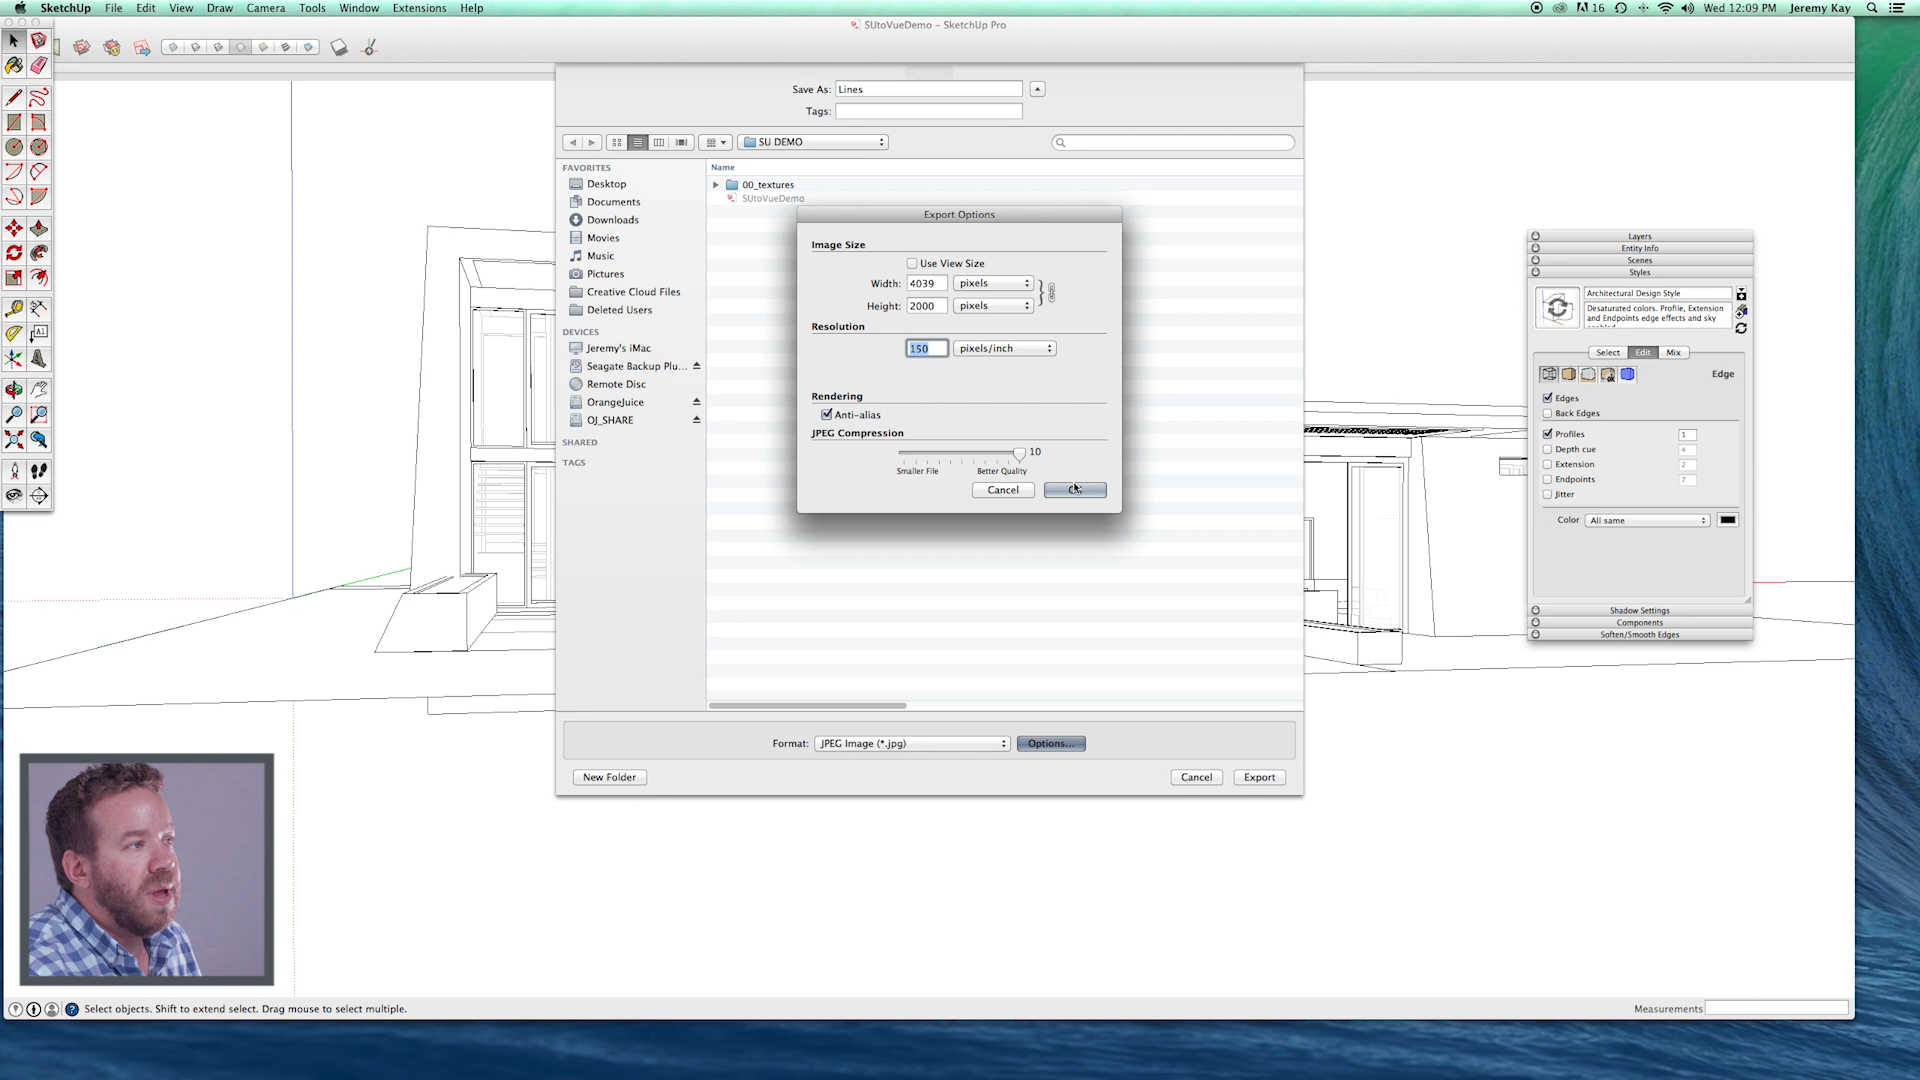 SketchUp File Edit View Draw Camera Tools Window Extensions Help
16 Wed 12:09 PM Jeremy Kay
SUtoVueDemo – SketchUp Pro
Save As: Lines
Tags:
SU DEMO
FAVORITES
Desktop
Documents
Downloads
Movies
Music
Pictures
Creative Cloud Files
Deleted Users
DEVICES
Jeremy's iMac
Seagate Backup Plu...
Remote Disc
OrangeJuice
OJ_SHARE
SHARED
TAGS
Name
00_textures
SUtoVueDemo
Export Options
Image Size
Use View Size
Width: 4039 pixels
Height: 2000 pixels
Resolution
150 pixels/inch
Rendering
Anti-alias
JPEG Compression
10
Smaller File Better Quality
Cancel
Format: JPEG Image (*.jpg) Options...
New Folder Cancel Export
A1
Layers
Entity Info
Scenes
Styles
Architectural Design Style
Desaturated colors. Profile, Extension
and Endpoints edge effects and sky
Select Edit Mix
Edge
Edges
Back Edges
Profiles 1
Depth cue 4
Extension 2
Endpoints 7
Jitter
Color All same
Shadow Settings
Components
Soften/Smooth Edges
Select objects. Shift to extend select. Drag mouse to select multiple.
Measurements